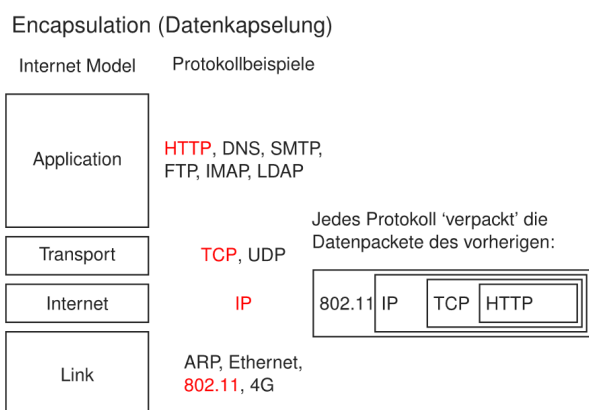 Encapsulation (Datenkapselung)
Internet Model
Protokollbeispiele
Application
HTTP, DNS, SMTP,
FTP, IMAP, LDAP
Jedes Protokoll ‘verpackt’ die
Datenpackete des vorherigen:
Transport
TCP, UDP
Internet
IP
802.11 IP TCP HTTP
Link
ARP, Ethernet,
802.11, 4G